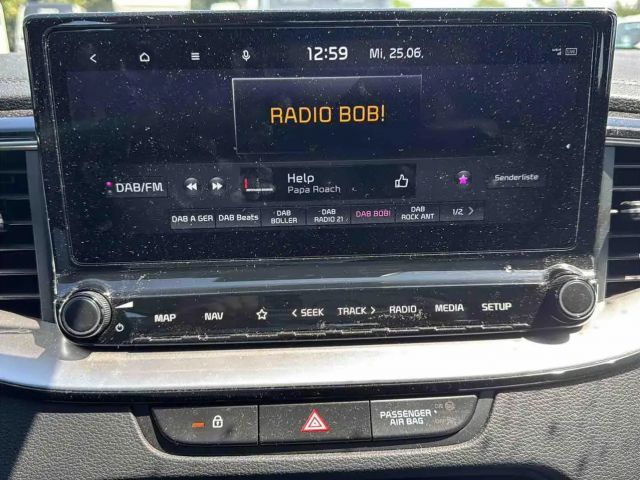 12:59 Mi, 25.06.
RADIO BOB!
DAB/FM
Help
Papa Roach
Senderliste
DAB A GER
DAB Beats
DAB
BOLLER
DAB
RADIO 21
DAB BOB!
DAB
ROCK ANT
1/2 >
MAP NAV < SEEK TRACK > RADIO MEDIA SETUP
PASSENGER
AIR BAG